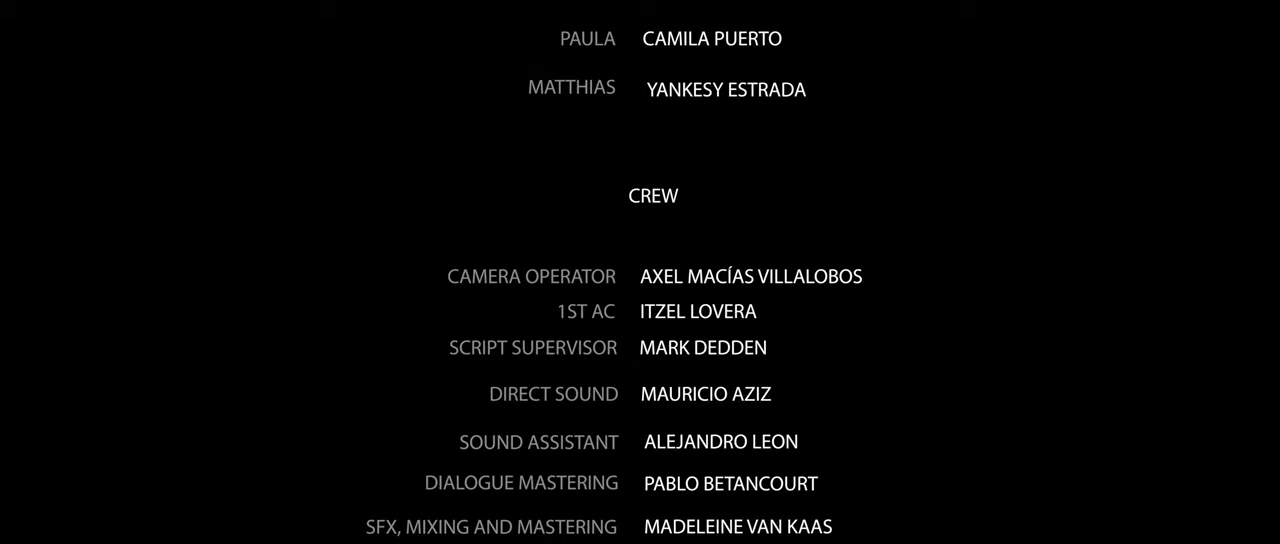 PAULA CAMILA PUERTO
MATTHIAS YANKESY ESTRADA
CREW
CAMERA OPERATOR AXEL MACÍAS VILLALOBOS
1ST AC ITZEL LOVERA
SCRIPT SUPERVISOR MARK DEDDEN
DIRECT SOUND MAURICIO AZIZ
SOUND ASSISTANT ALEJANDRO LEON
DIALOGUE MASTERING PABLO BETANCOURT
SFX, MIXING AND MASTERING MADELEINE VAN KAAS